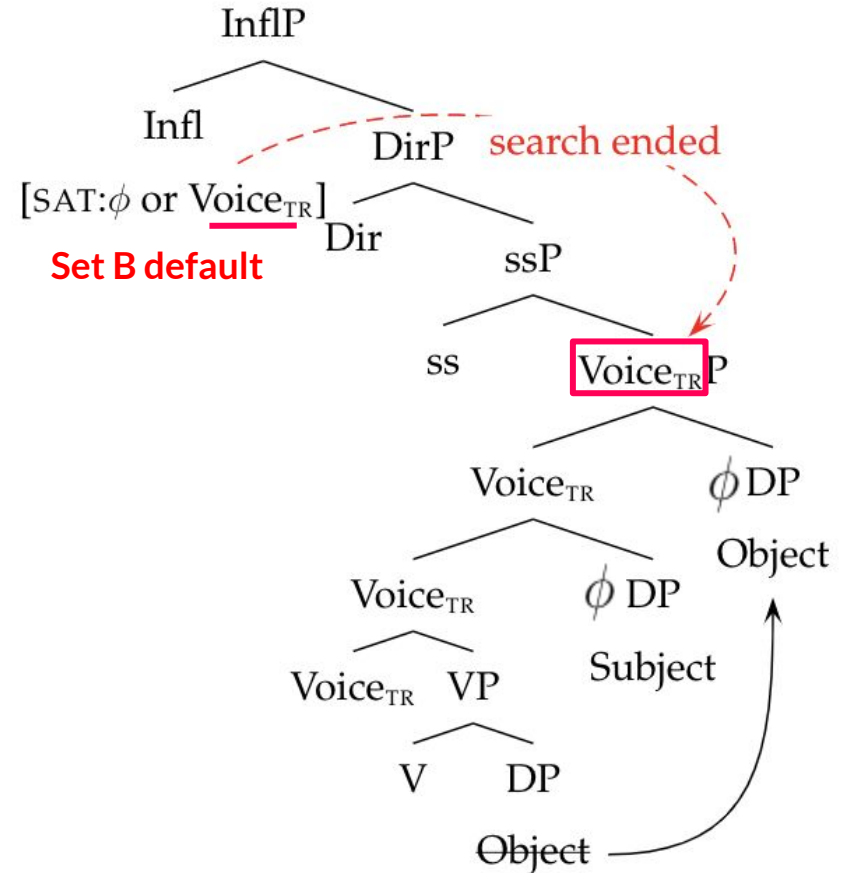 InflP
Infl
DirP
search ended
[SAT:ϕ or Voice_TR]
Dir
Set B default
ssP
ss
Voice_TR P
Voice_TR
ϕ DP
Object
Voice_TR
ϕ DP
Subject
Voice_TR
VP
V
DP
Object